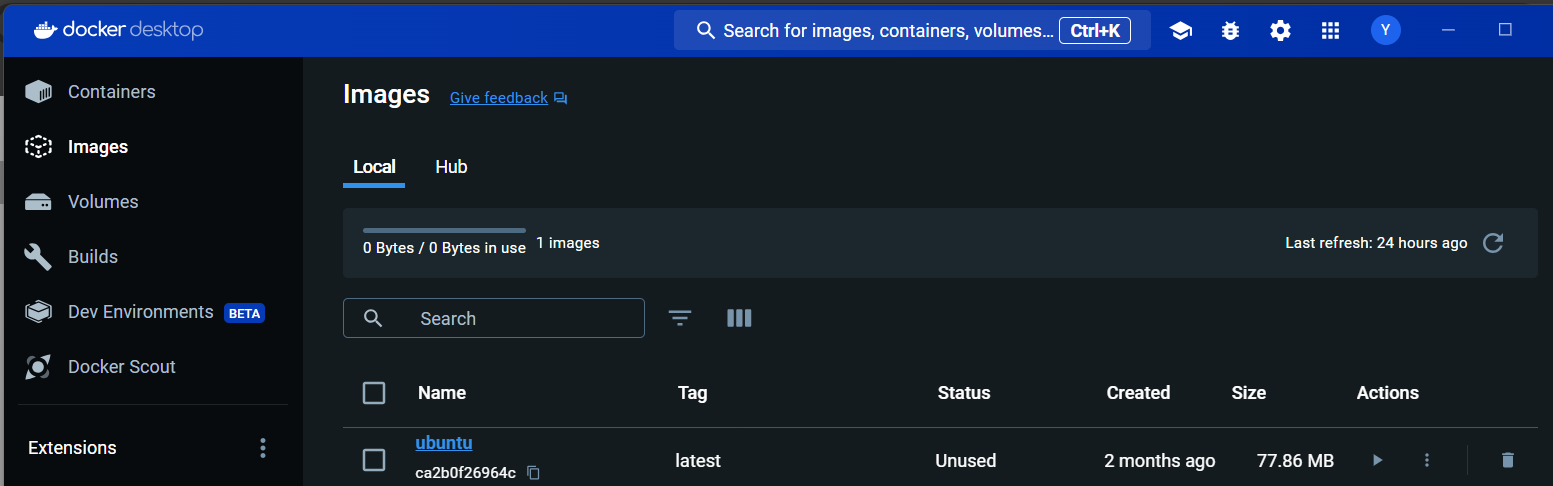 docker desktop
Search for images, containers, volumes... Ctrl+K
Y
Containers
Images
Volumes
Builds
Dev Environments BETA
Docker Scout
Extensions
Images Give feedback
Local Hub
0 Bytes / 0 Bytes in use 1 images Last refresh: 24 hours ago
Search
Name Tag Status Created Size Actions
ubuntu
ca2b0f26964c latest Unused 2 months ago 77.86 MB